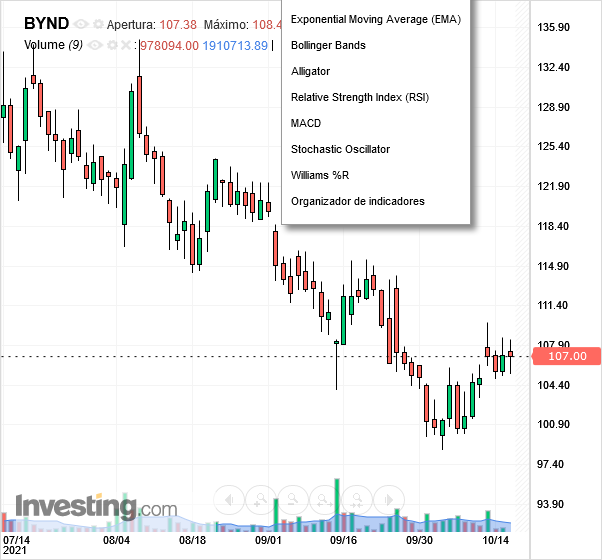 BYND Apertura: 107.38 Máximo: 108.4
Volume (9) 978094.00 1910713.89
Exponential Moving Average (EMA)
Bollinger Bands
Alligator
Relative Strength Index (RSI)
MACD
Stochastic Oscillator
Williams %R
Organizador de indicadores
135.90
132.40
128.90
125.40
121.90
118.40
114.90
111.40
107.90
107.00
104.40
100.90
97.40
93.90
Investing.com
07/14 08/04 08/18 09/01 09/16 09/30 10/14
2021